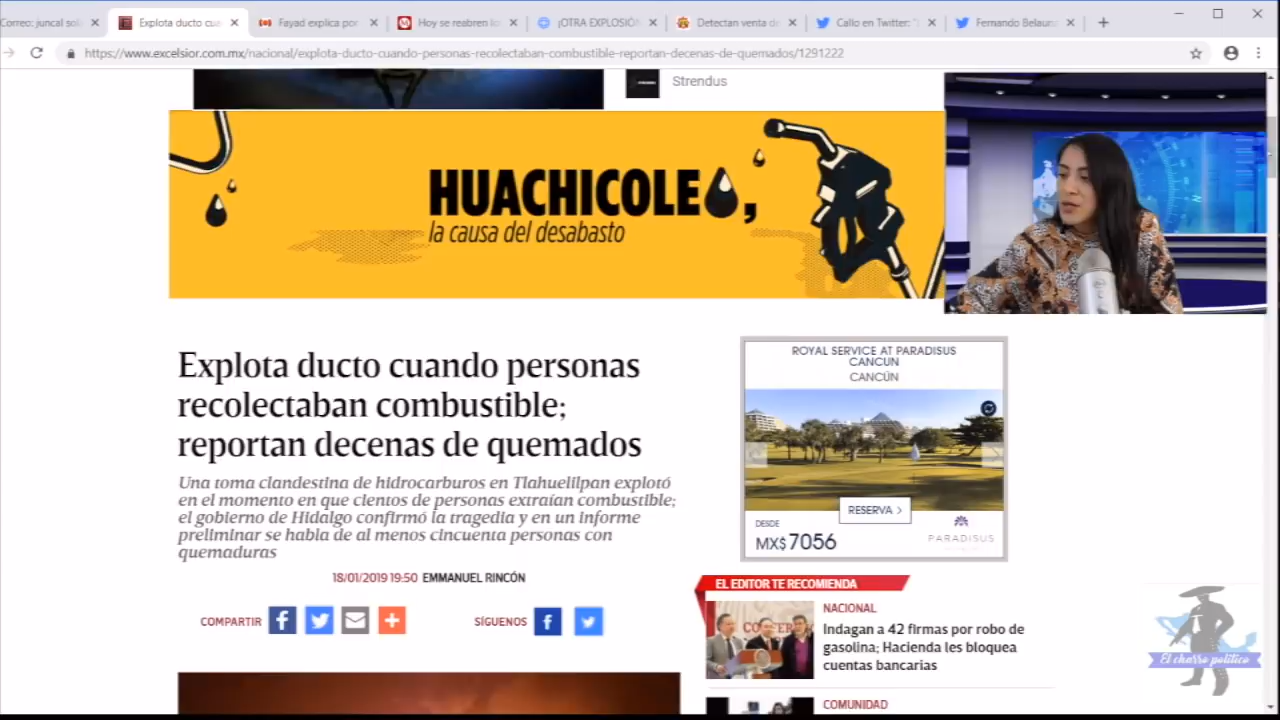 Correo: juncal sol
Explota ducto cua
Fayad explica por
Hoy se reabren lo
¡OTRA EXPLOSIÓN
Detectan venta de
Callo en Twitter: "
Fernando Belaunz
https://www.excelsior.com.mx/nacional/explota-ducto-cuando-personas-recolectaban-combustible-reportan-decenas-de-quemados/1291222
Strendus
HUACHICOLEO,
la causa del desabasto
Explota ducto cuando personas
recolectaban combustible;
reportan decenas de quemados
Una toma clandestina de hidrocarburos en Tlahuelilpan explotó
en el momento en que cientos de personas extraían combustible;
el gobierno de Hidalgo confirmó la tragedia y en un informe
preliminar se habla de al menos cincuenta personas con
quemaduras
18/01/2019 19:50 EMMANUEL RINCÓN
COMPARTIR
SÍGUENOS
ROYAL SERVICE AT PARADISUS
CANCUN
CANCÚN
RESERVA >
DESDE
MX$ 7056
PARADISUS
EL EDITOR TE RECOMIENDA
NACIONAL
Indagan a 42 firmas por robo de
gasolina; Hacienda les bloquea
cuentas bancarias
COMUNIDAD
El charro político